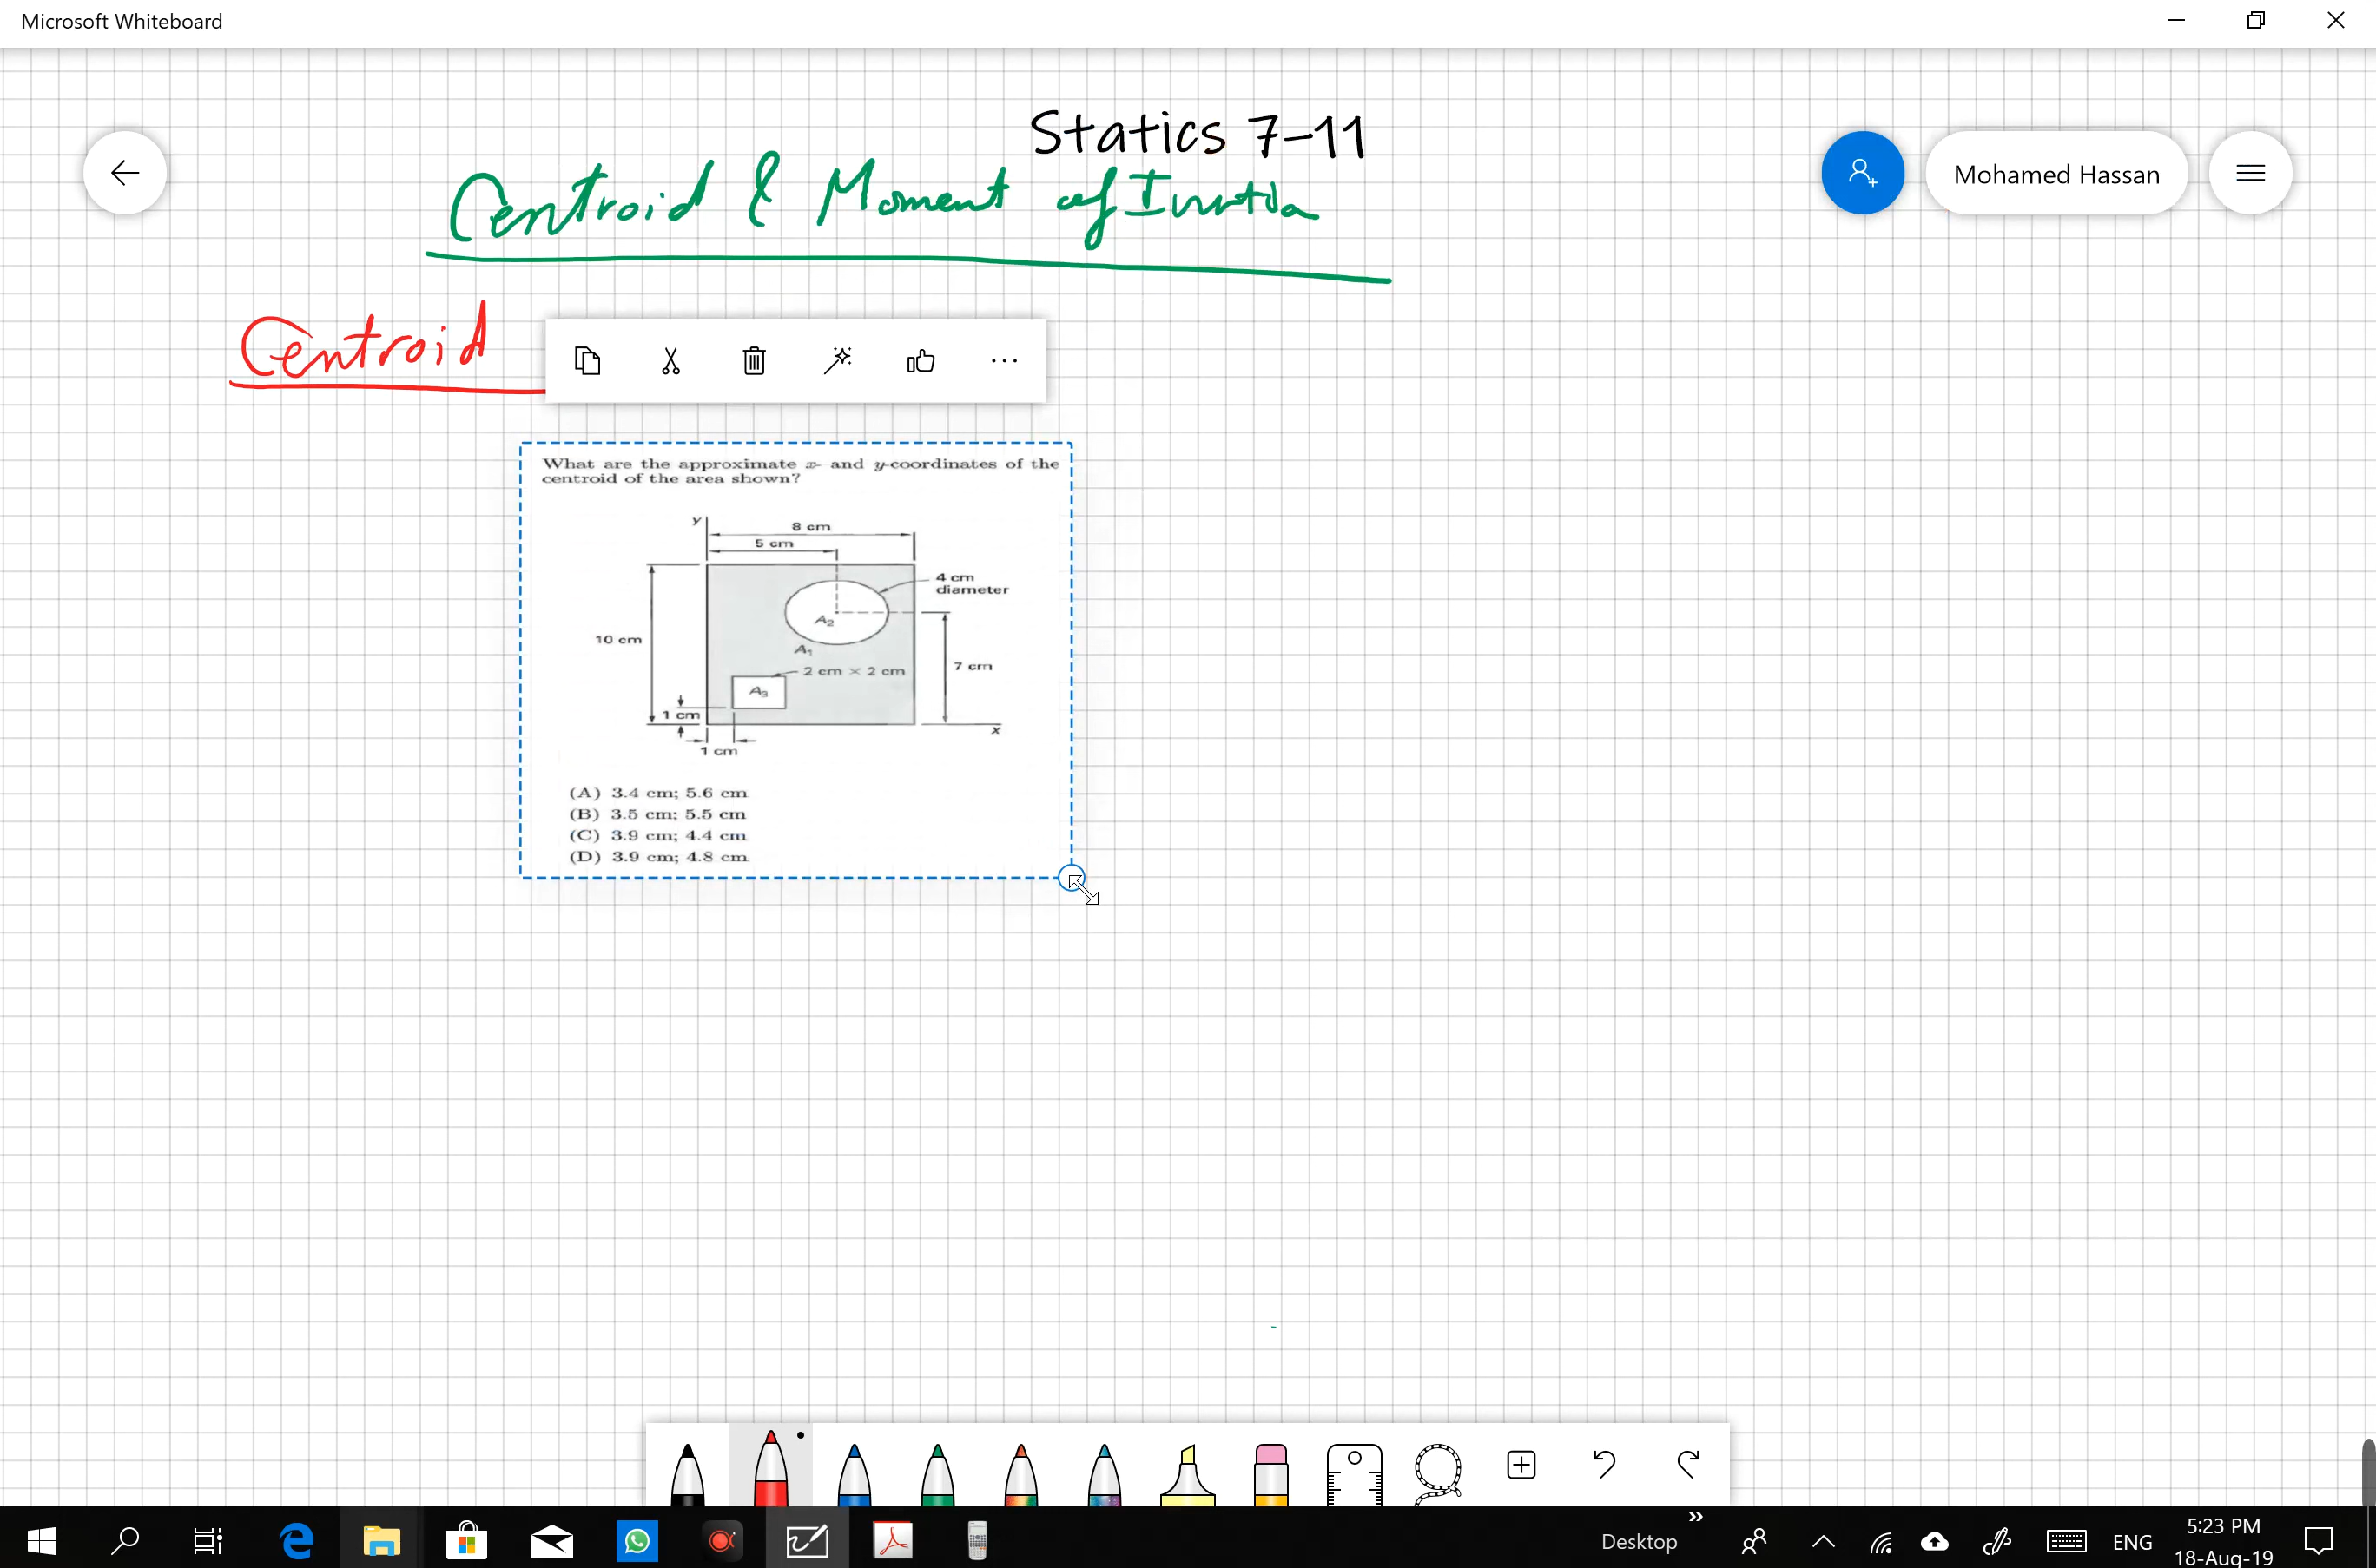 Microsoft Whiteboard
Statics 7-11
Centroid & Moment of Inertia
Mohamed Hassan
Centroid
What are the approximate x- and y-coordinates of the
centroid of the area shown?
y
8 cm
5 cm
4 cm
diameter
A2
10 cm
A1
7 cm
2 cm × 2 cm
A3
1 cm
x
1 cm
(A) 3.4 cm; 5.6 cm
(B) 3.5 cm; 5.5 cm
(C) 3.9 cm; 4.4 cm
(D) 3.9 cm; 4.8 cm
Desktop
ENG
5:23 PM
18-Aug-19